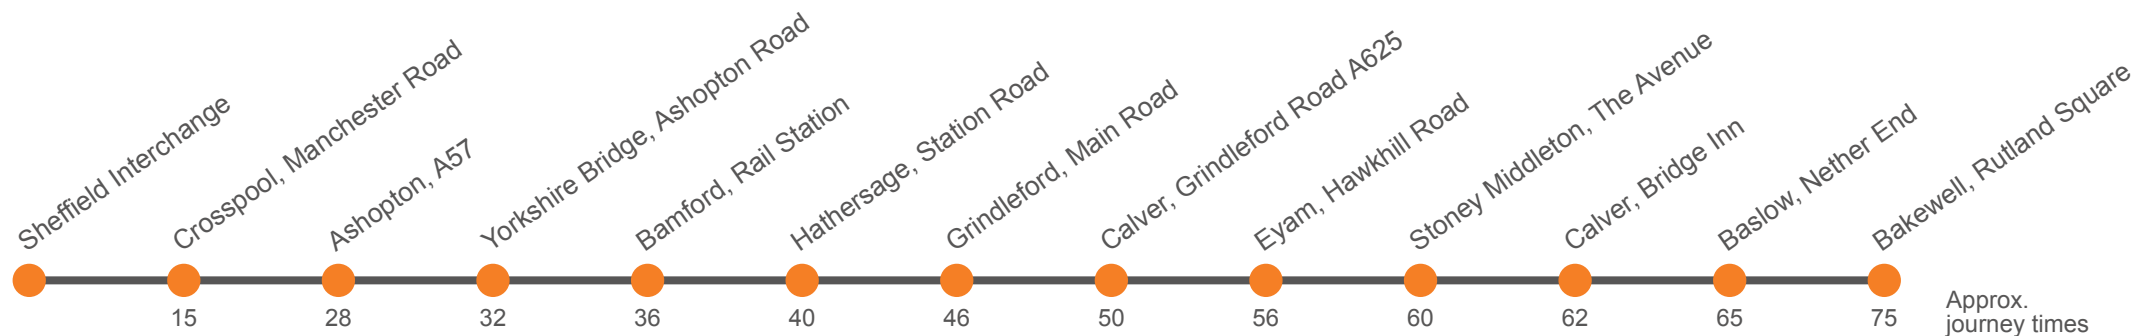 Sheffield Interchange
Crosspool, Manchester Road
Ashopton, A57
Yorkshire Bridge, Ashopton Road
Bamford, Rail Station
Hathersage, Station Road
Grindleford, Main Road
Calver, Grindleford Road A625
Eyam, Hawkhill Road
Stoney Middleton, The Avenue
Calver, Bridge Inn
Baslow, Nether End
Bakewell, Rutland Square
15 28 32 36 40 46 50 56 60 62 65 75
Approx.
journey times